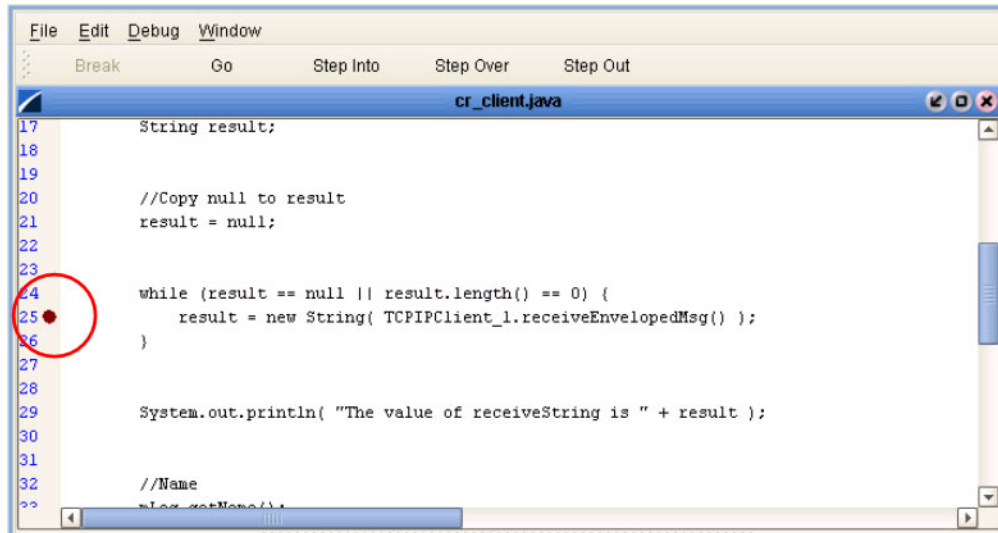 File Edit Debug Window
Break Go Step Into Step Over Step Out
cr_client.java
17 String result;
18
19
20 //Copy null to result
21 result = null;
22
23
24 while (result == null || result.length() == 0) {
25 result = new String( TCPIPClient_1.receiveEnvelopedMsg() );
26 }
27
28
29 System.out.println( "The value of receiveString is " + result );
30
31
32 //Name